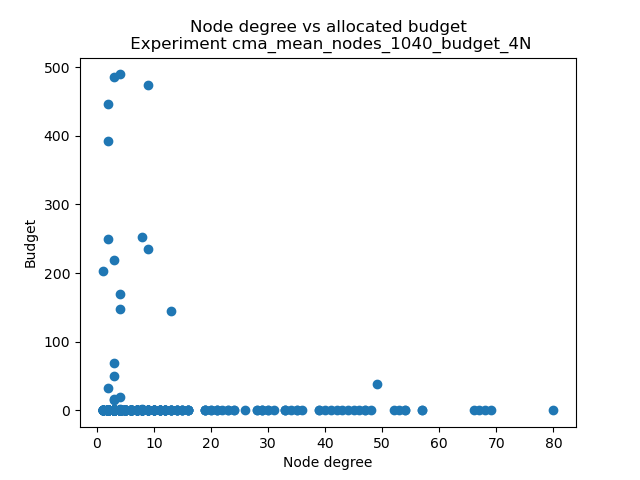 Node degree vs allocated budget
Experiment cma_mean_nodes_1040_budget_4N
500
400
300
200
100
0
Budget
0 10 20 30 40 50 60 70 80
Node degree